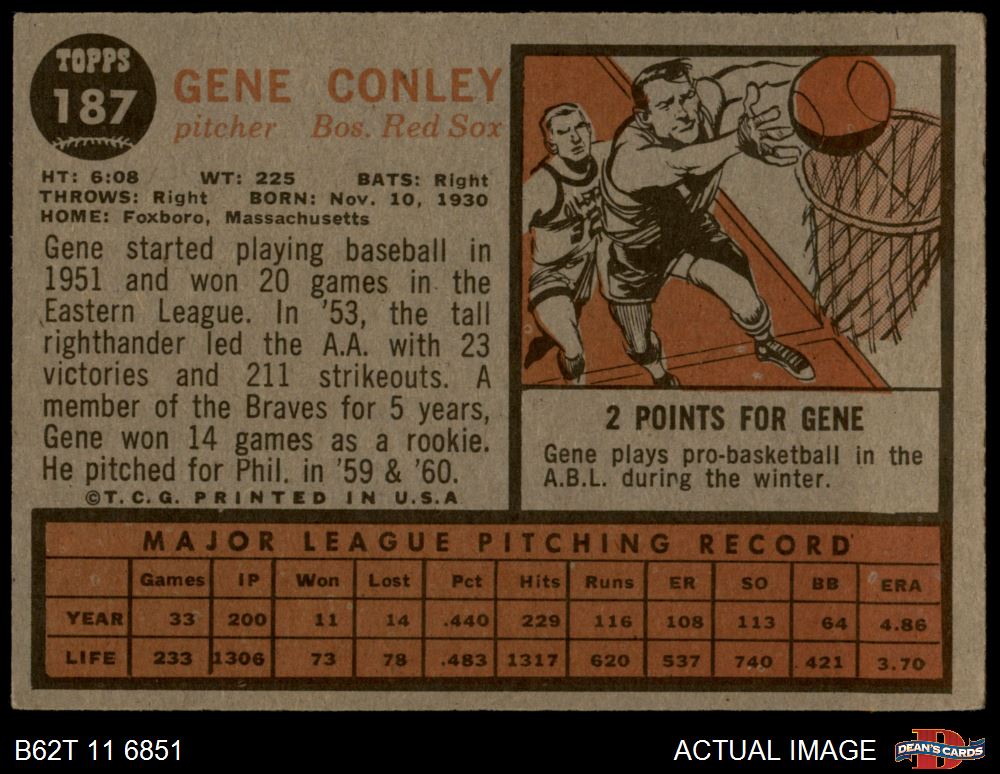 TOPPS
187
GENE CONLEY
pitcher Bos. Red Sox
HT: 6:08 WT: 225 BATS: Right
THROWS: Right BORN: Nov. 10, 1930
HOME: Foxboro, Massachusetts
Gene started playing baseball in
1951 and won 20 games in the
Eastern League. In '53, the tall
righthander led the A.A. with 23
victories and 211 strikeouts. A
member of the Braves for 5 years,
Gene won 14 games as a rookie.
He pitched for Phil. in '59 & '60.
©T.C.G. PRINTED IN U.S.A
2 POINTS FOR GENE
Gene plays pro-basketball in the
A.B.L. during the winter.
MAJOR LEAGUE PITCHING RECORD
Games IP Won Lost Pct Hits Runs ER SO BB ERA
YEAR 33 200 11 14 .440 229 116 108 113 64 4.86
LIFE 233 1306 73 78 .483 1317 620 537 740 421 3.70
B62T 11 6851
ACTUAL IMAGE
D
DEAN'S CARDS